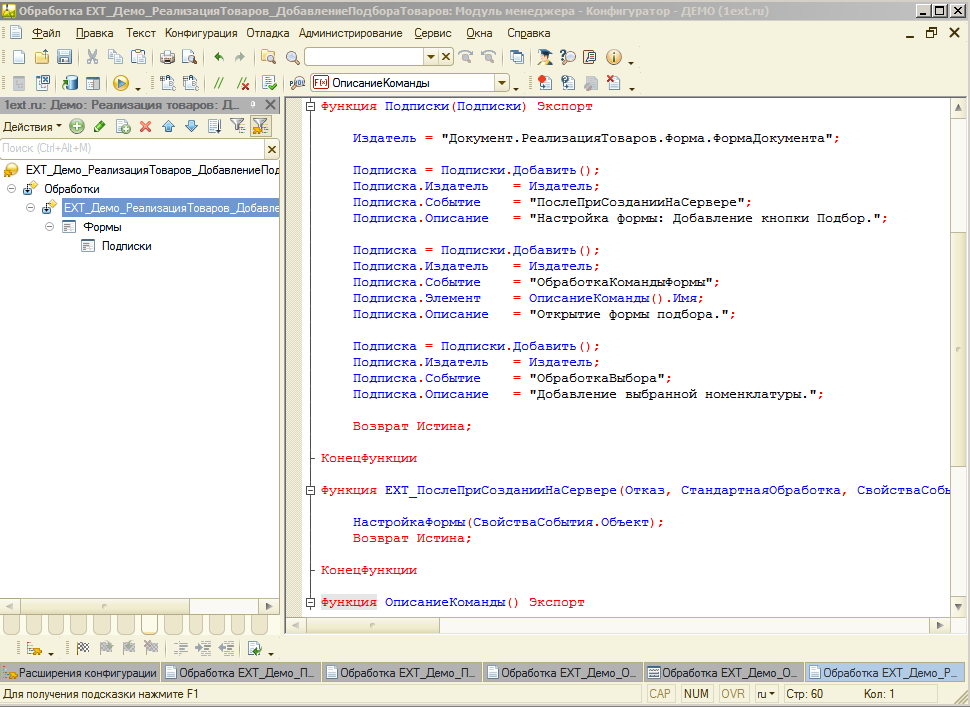 Обработка EXT_Демо_РеализацияТоваров_ДобавлениеПодбораТоваров: Модуль менеджера - Конфигуратор - ДЕМО (1ext.ru)
Файл Правка Текст Конфигурация Отладка Администрирование Сервис Окна Справка
ОписаниеКоманды
1ext.ru: Демо: Реализация товаров: Д...
Действия
Поиск (Ctrl+Alt+M)
EXT_Демо_РеализацияТоваров_ДобавлениеПод
Обработки
EXT_Демо_РеализацияТоваров_Добавле
Формы
Подписки
Функция Подписки(Подписки) Экспорт
Издатель = "Документ.РеализацияТоваров.Форма.ФормаДокумента";
Подписка = Подписки.Добавить();
Подписка.Издатель = Издатель;
Подписка.Событие = "ПослеПриСозданииНаСервере";
Подписка.Описание = "Настройка формы: Добавление кнопки Подбор.";
Подписка = Подписки.Добавить();
Подписка.Издатель = Издатель;
Подписка.Событие = "ОбработкаКомандыФормы";
Подписка.Элемент = ОписаниеКоманды().Имя;
Подписка.Описание = "Открытие формы подбора.";
Подписка = Подписки.Добавить();
Подписка.Издатель = Издатель;
Подписка.Событие = "ОбработкаВыбора";
Подписка.Описание = "Добавление выбранной номенклатуры.";
Возврат Истина;
КонецФункции
Функция EXT_ПослеПриСозданииНаСервере(Отказ, СтандартнаяОбработка, СвойстваСобы
НастройкаФормы(СвойстваСобытия.Объект);
Возврат Истина;
КонецФункции
Функция ОписаниеКоманды() Экспорт
Расширения конфигурации Обработка EXT_Демо_П... Обработка EXT_Демо_П... Обработка EXT_Демо_О... Обработка EXT_Демо_О... Обработка EXT_Демо_Р...
Для получения подсказки нажмите F1 CAP NUM OVR ru Стр: 60 Кол: 1